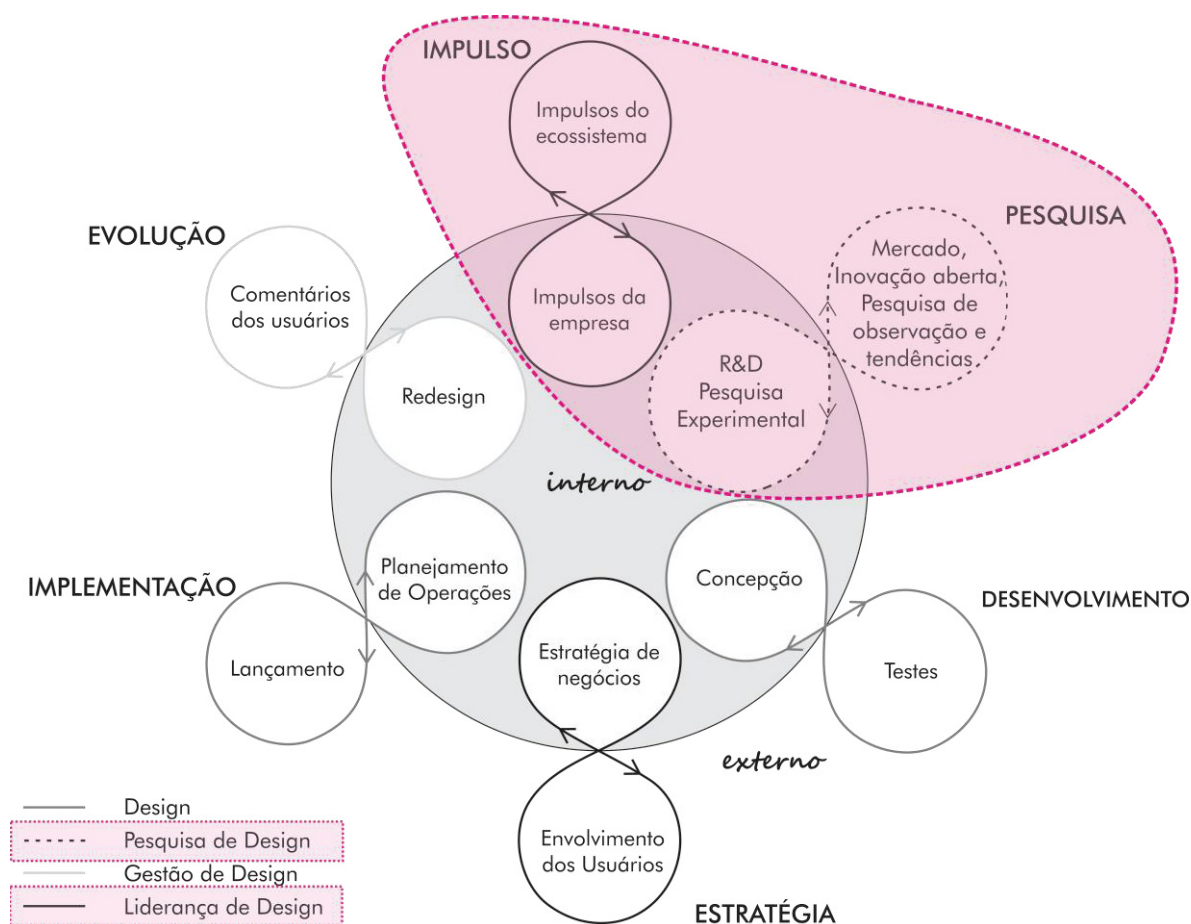 IMPULSO
Impulsos do
ecossistema
PESQUISA
Mercado,
Inovação aberta,
Pesquisa de
observação e
tendências
EVOLUÇÃO
Comentários
dos usuários
Impulsos da
empresa
R&D
Pesquisa
Experimental
Redesign
interno
Planejamento
de Operações
Concepção
IMPLEMENTAÇÃO
DESENVOLVIMENTO
Lançamento
Estratégia de
negócios
Testes
externo
Envolvimento
dos Usuários
ESTRATÉGIA
Design
Pesquisa de Design
Gestão de Design
Liderança de Design